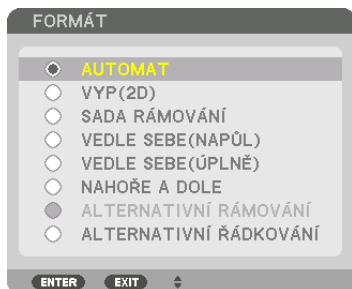 FORMÁT
AUTOMAT
VYP(2D)
SADA RÁMOVÁNÍ
VEDLE SEBE(NAPŮL)
VEDLE SEBE(ÚPLNĚ)
NAHOŘE A DOLE
ALTERNATIVNÍ RÁMOVÁNÍ
ALTERNATIVNÍ ŘÁDKOVÁNÍ
ENTER EXIT